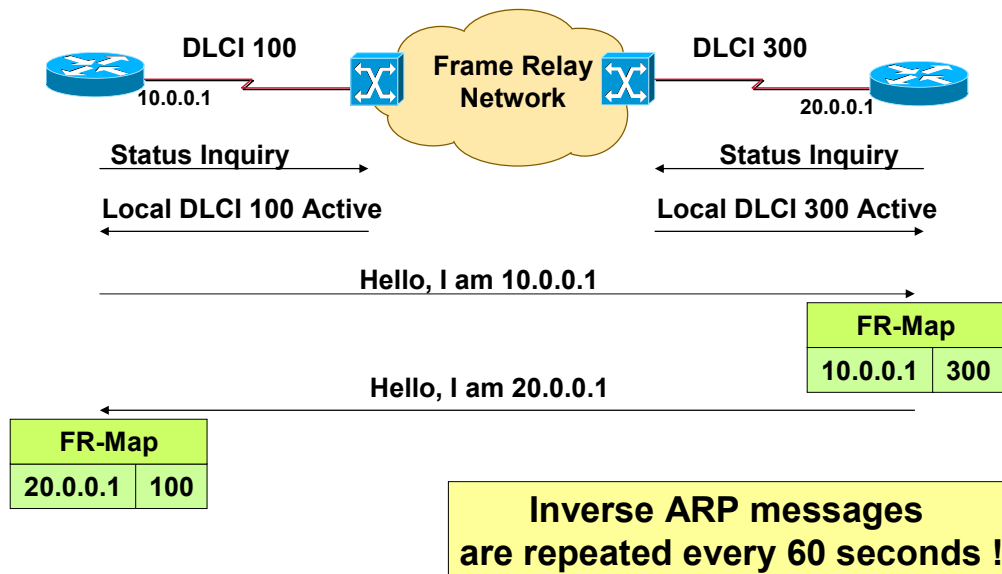 DLCI 100
DLCI 300
Frame Relay
Network
10.0.0.1
20.0.0.1
Status Inquiry
Status Inquiry
Local DLCI 100 Active
Local DLCI 300 Active
Hello, I am 10.0.0.1
FR-Map
10.0.0.1 300
Hello, I am 20.0.0.1
FR-Map
20.0.0.1 100
Inverse ARP messages
are repeated every 60 seconds !